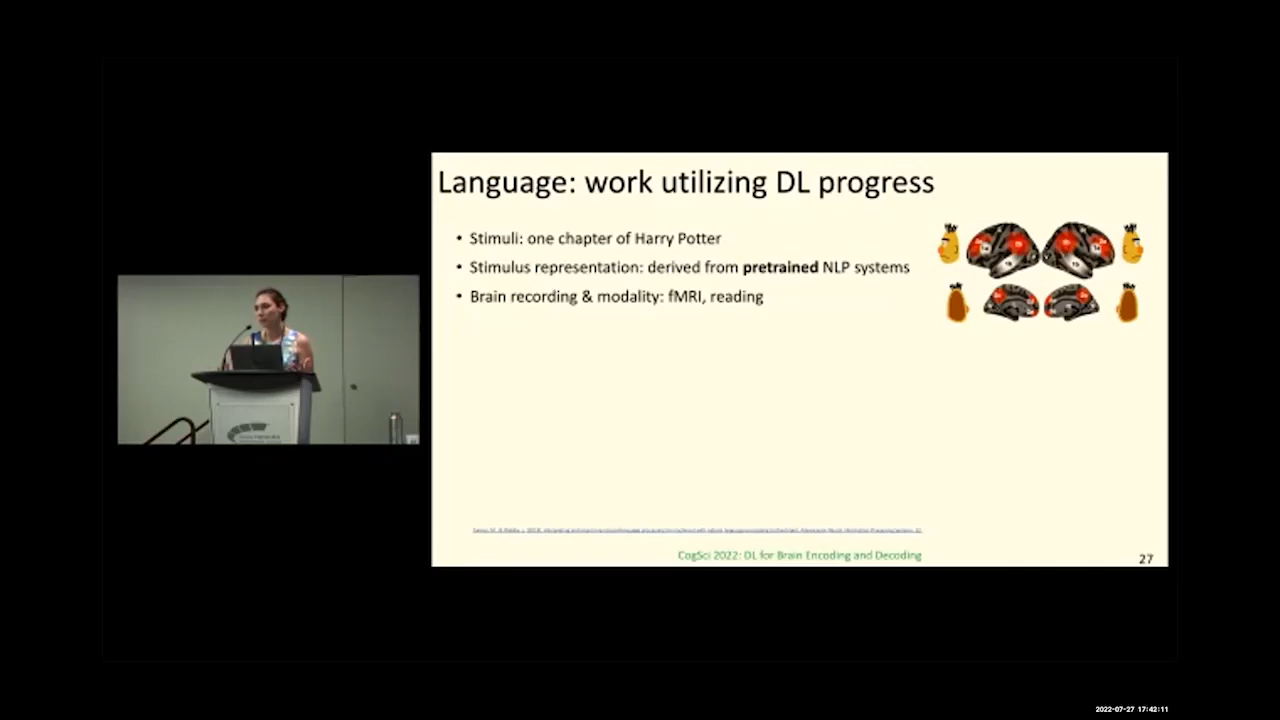 Language: work utilizing DL progress
• Stimuli: one chapter of Harry Potter
• Stimulus representation: derived from pretrained NLP systems
• Brain recording & modality: fMRI, reading
CogSci 2022: DL for Brain Encoding and Decoding
27
2022-07-27 17:42:11